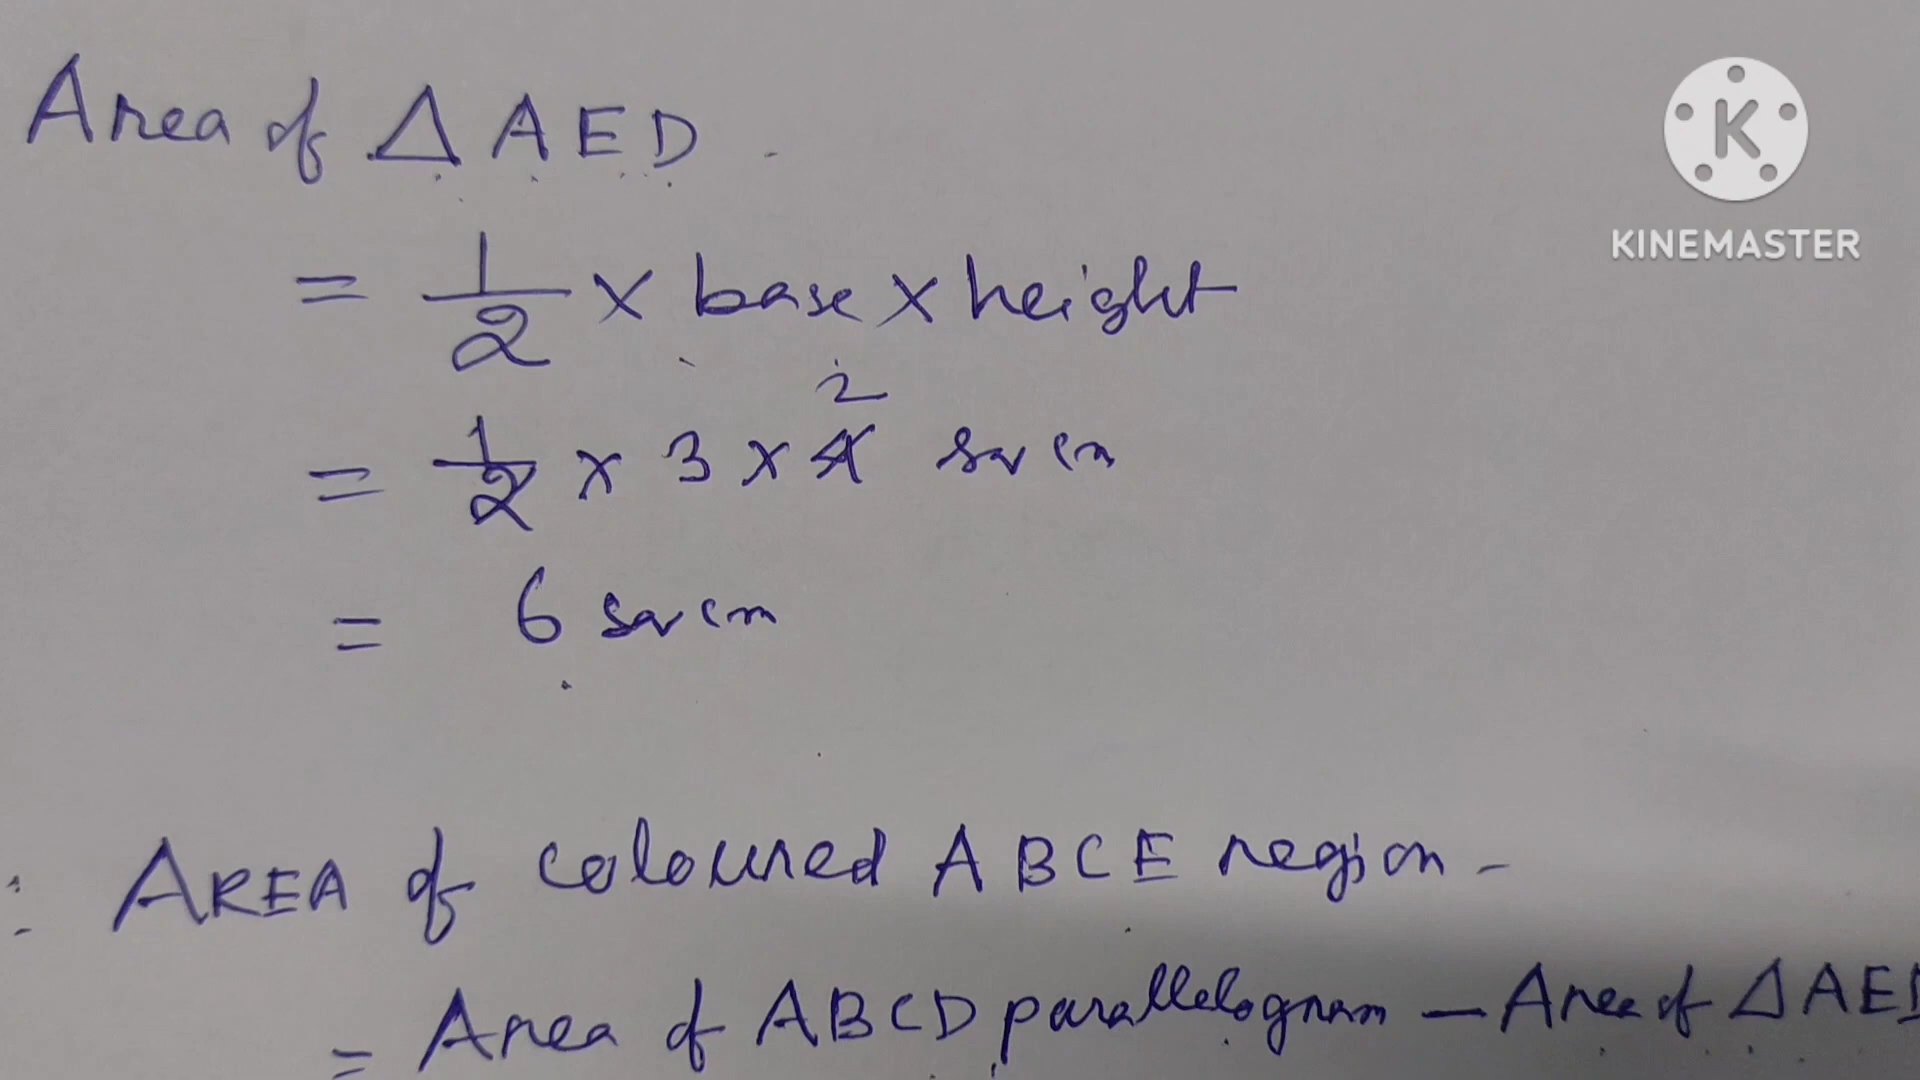 Area of Δ AED
K
KINEMASTER
= 1/2 × base × height
2
= 1/2 × 3 × 4 sq cm
= 6 sq cm
∴ AREA of coloured ABCE region -
= Area of ABCD parallelogram — Area of Δ AED